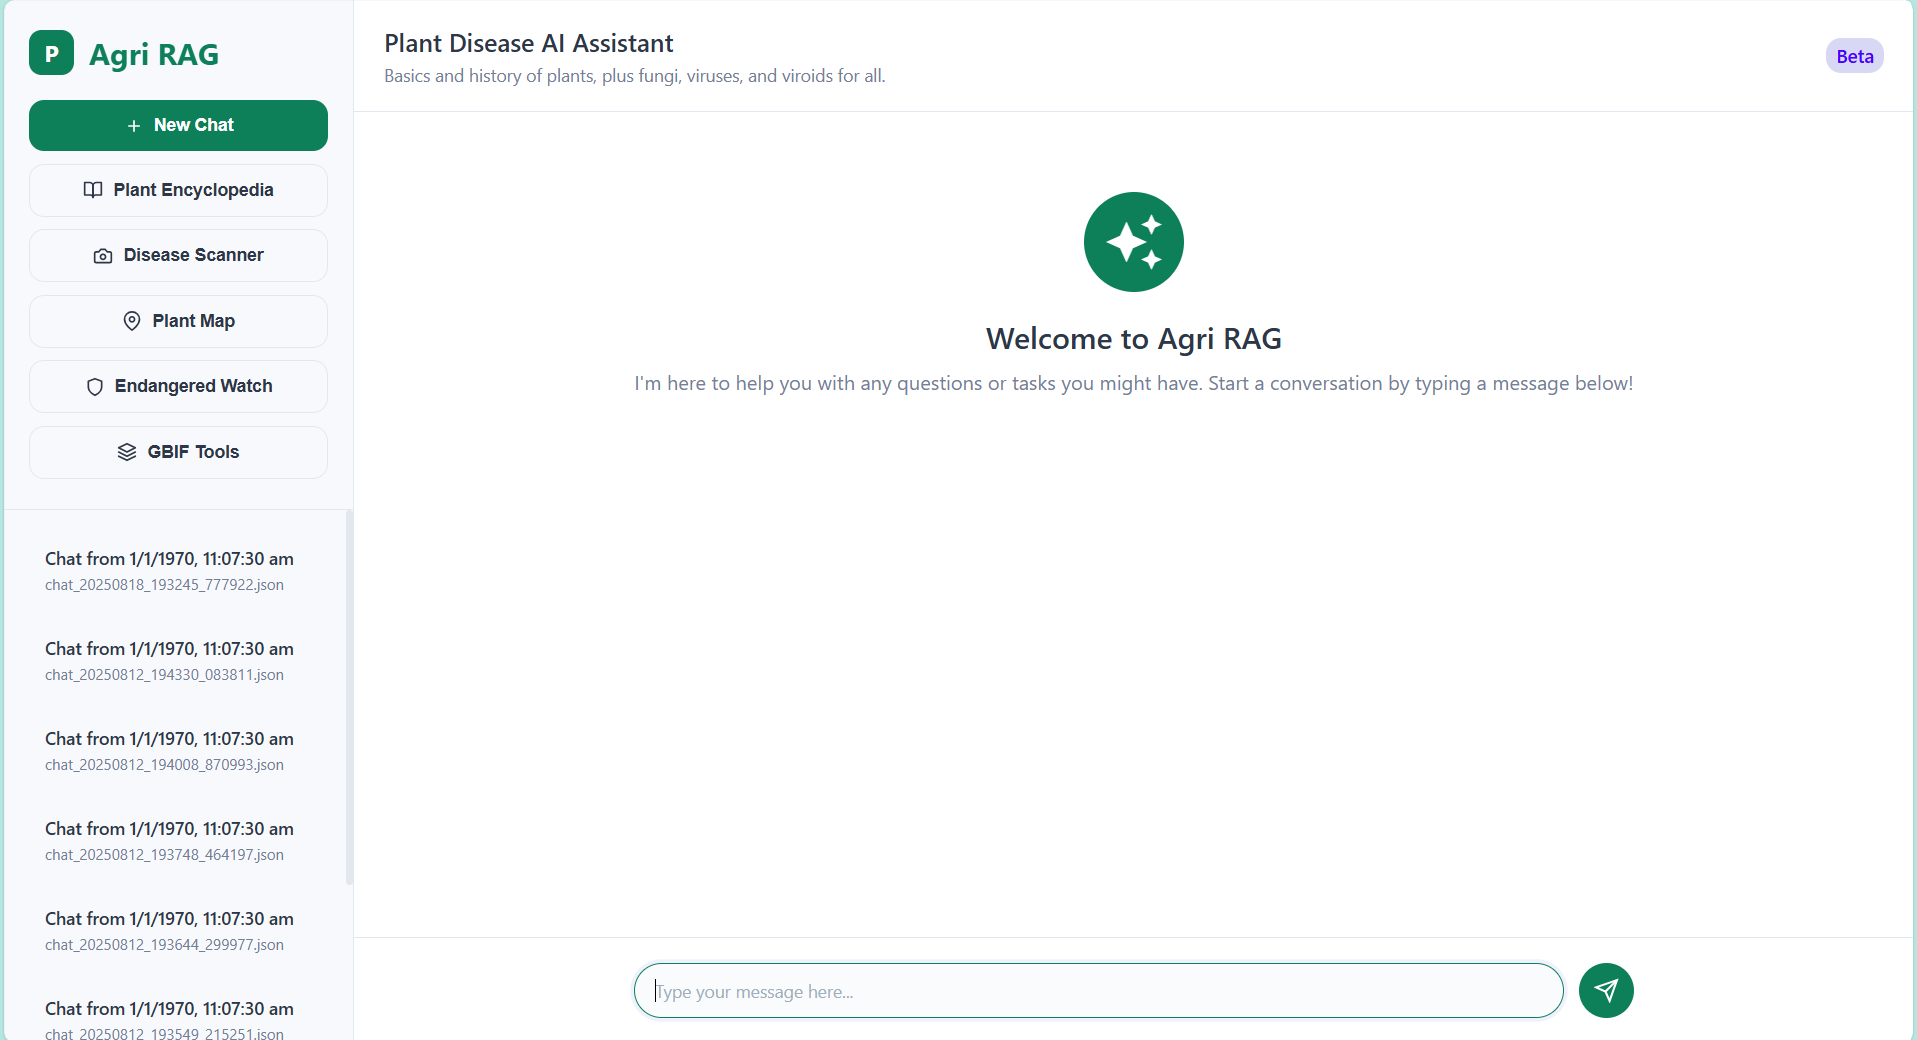 P
Agri RAG
New Chat
Plant Encyclopedia
Disease Scanner
Plant Map
Endangered Watch
GBIF Tools
Chat from 1/1/1970, 11:07:30 am
chat_20250818_193245_777922.json
Chat from 1/1/1970, 11:07:30 am
chat_20250812_194330_083811.json
Chat from 1/1/1970, 11:07:30 am
chat_20250812_194008_870993.json
Chat from 1/1/1970, 11:07:30 am
chat_20250812_193748_464197.json
Chat from 1/1/1970, 11:07:30 am
chat_20250812_193644_299977.json
Chat from 1/1/1970, 11:07:30 am
chat_20250812_193549_215251.json
Plant Disease AI Assistant
Basics and history of plants, plus fungi, viruses, and viroids for all.
Beta
Welcome to Agri RAG
I'm here to help you with any questions or tasks you might have. Start a conversation by typing a message below!
Type your message here...